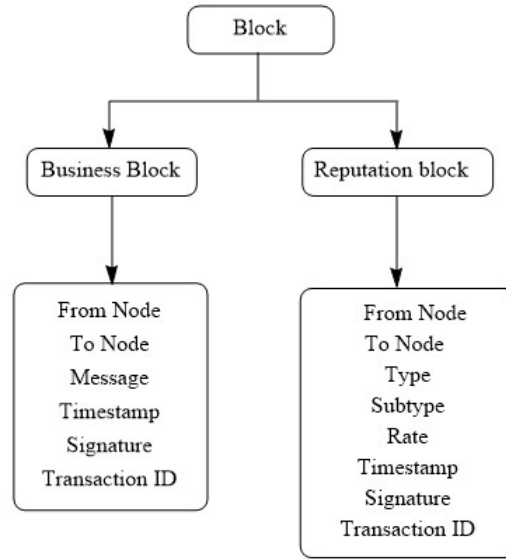 Block
Business Block
Reputation block
From Node
To Node
Message
Timestamp
Signature
Transaction ID
From Node
To Node
Type
Subtype
Rate
Timestamp
Signature
Transaction ID